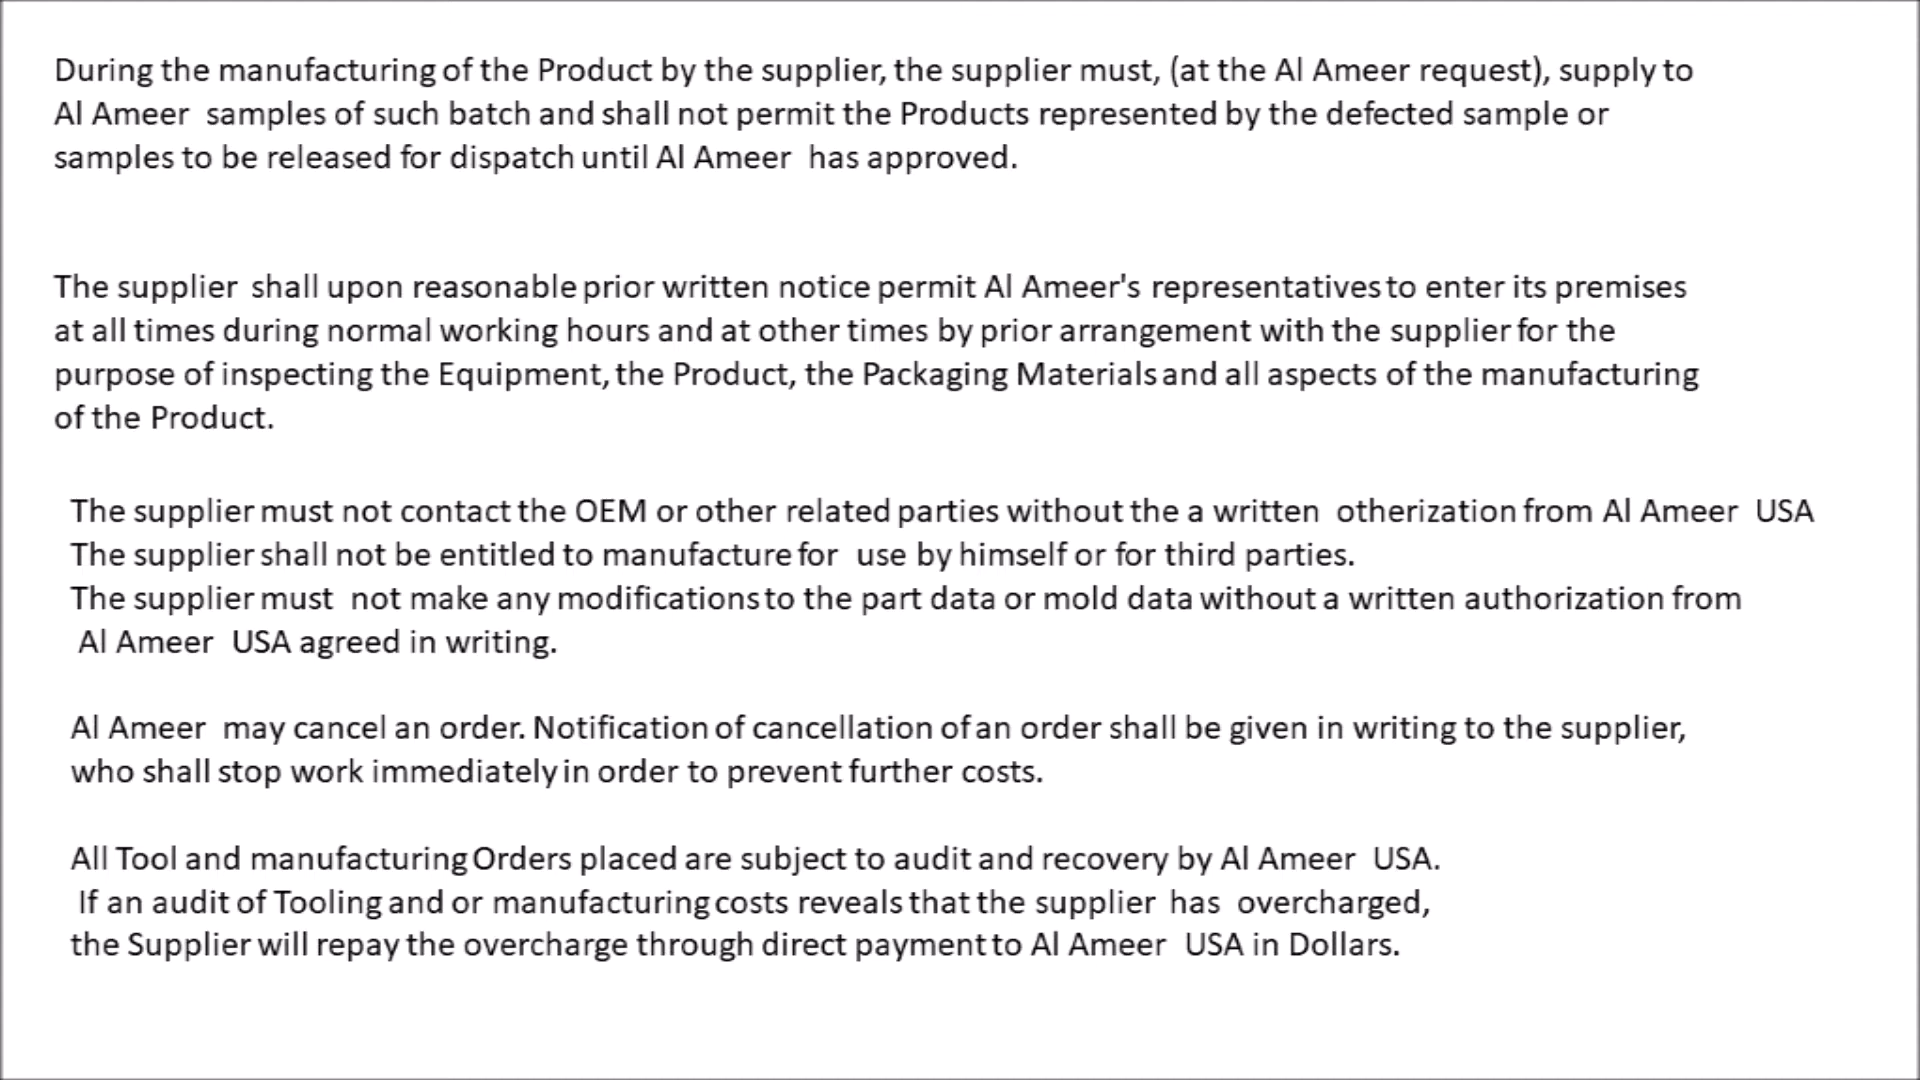 During the manufacturing of the Product by the supplier, the supplier must, (at the Al Ameer request), supply to
Al Ameer samples of such batch and shall not permit the Products represented by the defected sample or
samples to be released for dispatch until Al Ameer has approved.
The supplier shall upon reasonable prior written notice permit Al Ameer's representatives to enter its premises
at all times during normal working hours and at other times by prior arrangement with the supplier for the
purpose of inspecting the Equipment, the Product, the Packaging Materials and all aspects of the manufacturing
of the Product.
The supplier must not contact the OEM or other related parties without the a written otherization from Al Ameer USA
The supplier shall not be entitled to manufacture for use by himself or for third parties.
The supplier must not make any modifications to the part data or mold data without a written authorization from
Al Ameer USA agreed in writing.
Al Ameer may cancel an order. Notification of cancellation of an order shall be given in writing to the supplier,
who shall stop work immediately in order to prevent further costs.
All Tool and manufacturing Orders placed are subject to audit and recovery by Al Ameer USA.
If an audit of Tooling and or manufacturing costs reveals that the supplier has overcharged,
the Supplier will repay the overcharge through direct payment to Al Ameer USA in Dollars.